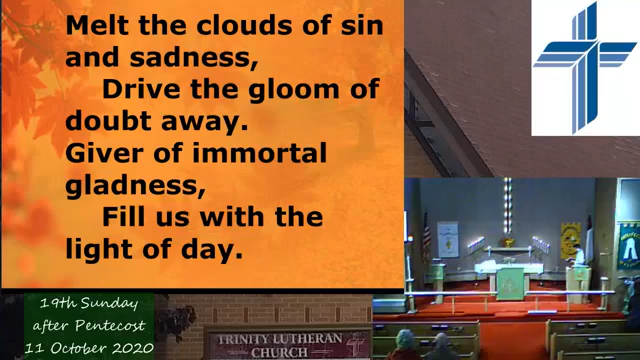 Melt the clouds of sin
and sadness,
Drive the gloom of
doubt away.
Giver of immortal
gladness,
Fill us with the
light of day.
19th Sunday
after Pentecost
11 October 2020
TRINITY LUTHERAN
CHURCH